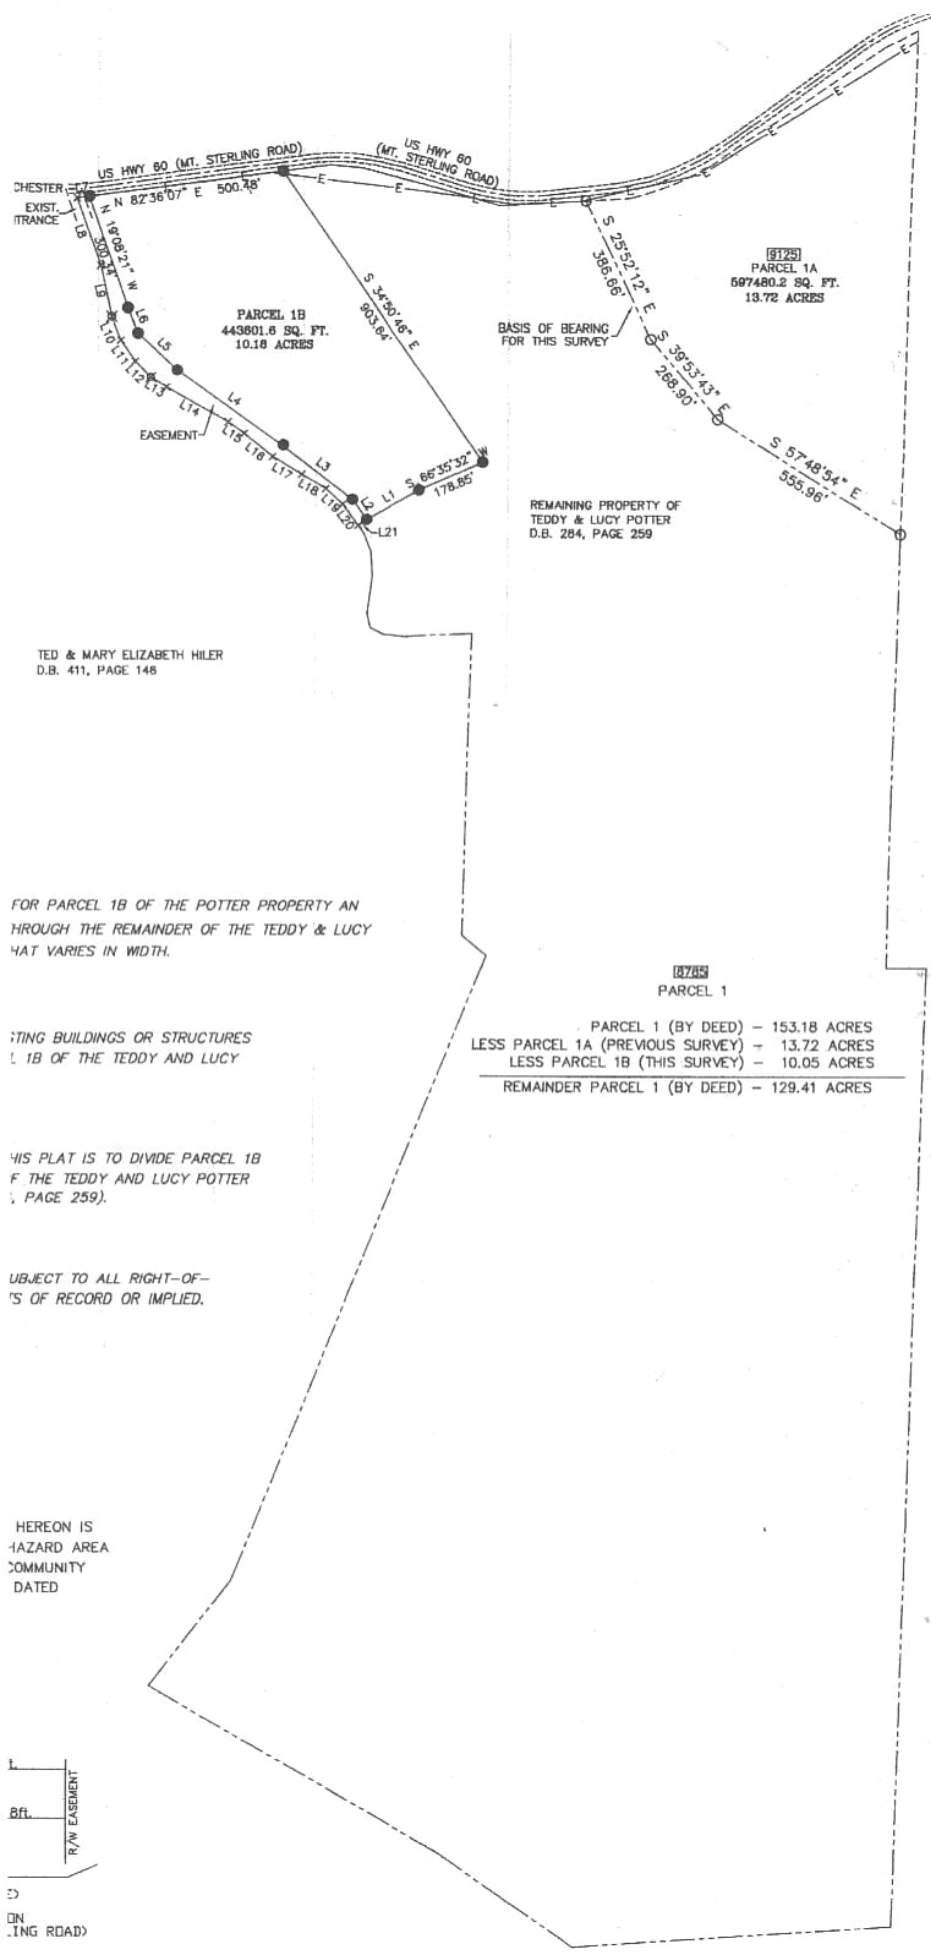 US HWY 60 (MT. STERLING ROAD)
US HWY 60
(MT. STERLING ROAD)
CHESTER
L7
EXIST.
TRANCE
N 82°36'07" E 500.48'
N 19°08'21" W
300.34'
L8
L9
L10
L11
L12
L13
L14
L15
L16
L17
L18
L19
L20
L21
L6
L5
L4
L3
L2
L1
EASEMENT
PARCEL 1B
443601.6 SQ. FT.
10.18 ACRES
S 34°50'46" E
903.64'
S 66°35'32" W
178.85'
E E E E E E E E E E E
S 25°52'12" E
386.66'
BASIS OF BEARING
FOR THIS SURVEY
S 39°53'43" E
268.90'
S 57°48'54" E
555.96'
9125
PARCEL 1A
597480.2 SQ. FT.
13.72 ACRES
REMAINING PROPERTY OF
TEDDY & LUCY POTTER
D.B. 284, PAGE 259
TED & MARY ELIZABETH HILER
D.B. 411, PAGE 146
FOR PARCEL 1B OF THE POTTER PROPERTY AN
HROUGH THE REMAINDER OF THE TEDDY & LUCY
HAT VARIES IN WIDTH.
8785
PARCEL 1
PARCEL 1 (BY DEED) – 153.18 ACRES
LESS PARCEL 1A (PREVIOUS SURVEY) – 13.72 ACRES
LESS PARCEL 1B (THIS SURVEY) – 10.05 ACRES
REMAINDER PARCEL 1 (BY DEED) – 129.41 ACRES
STING BUILDINGS OR STRUCTURES
L 1B OF THE TEDDY AND LUCY
HIS PLAT IS TO DIVIDE PARCEL 1B
F THE TEDDY AND LUCY POTTER
, PAGE 259).
UBJECT TO ALL RIGHT-OF-
TS OF RECORD OR IMPLIED.
HEREON IS
HAZARD AREA
COMMUNITY
DATED
t.
8ft.
R/W EASEMENT
ON
LING ROAD)